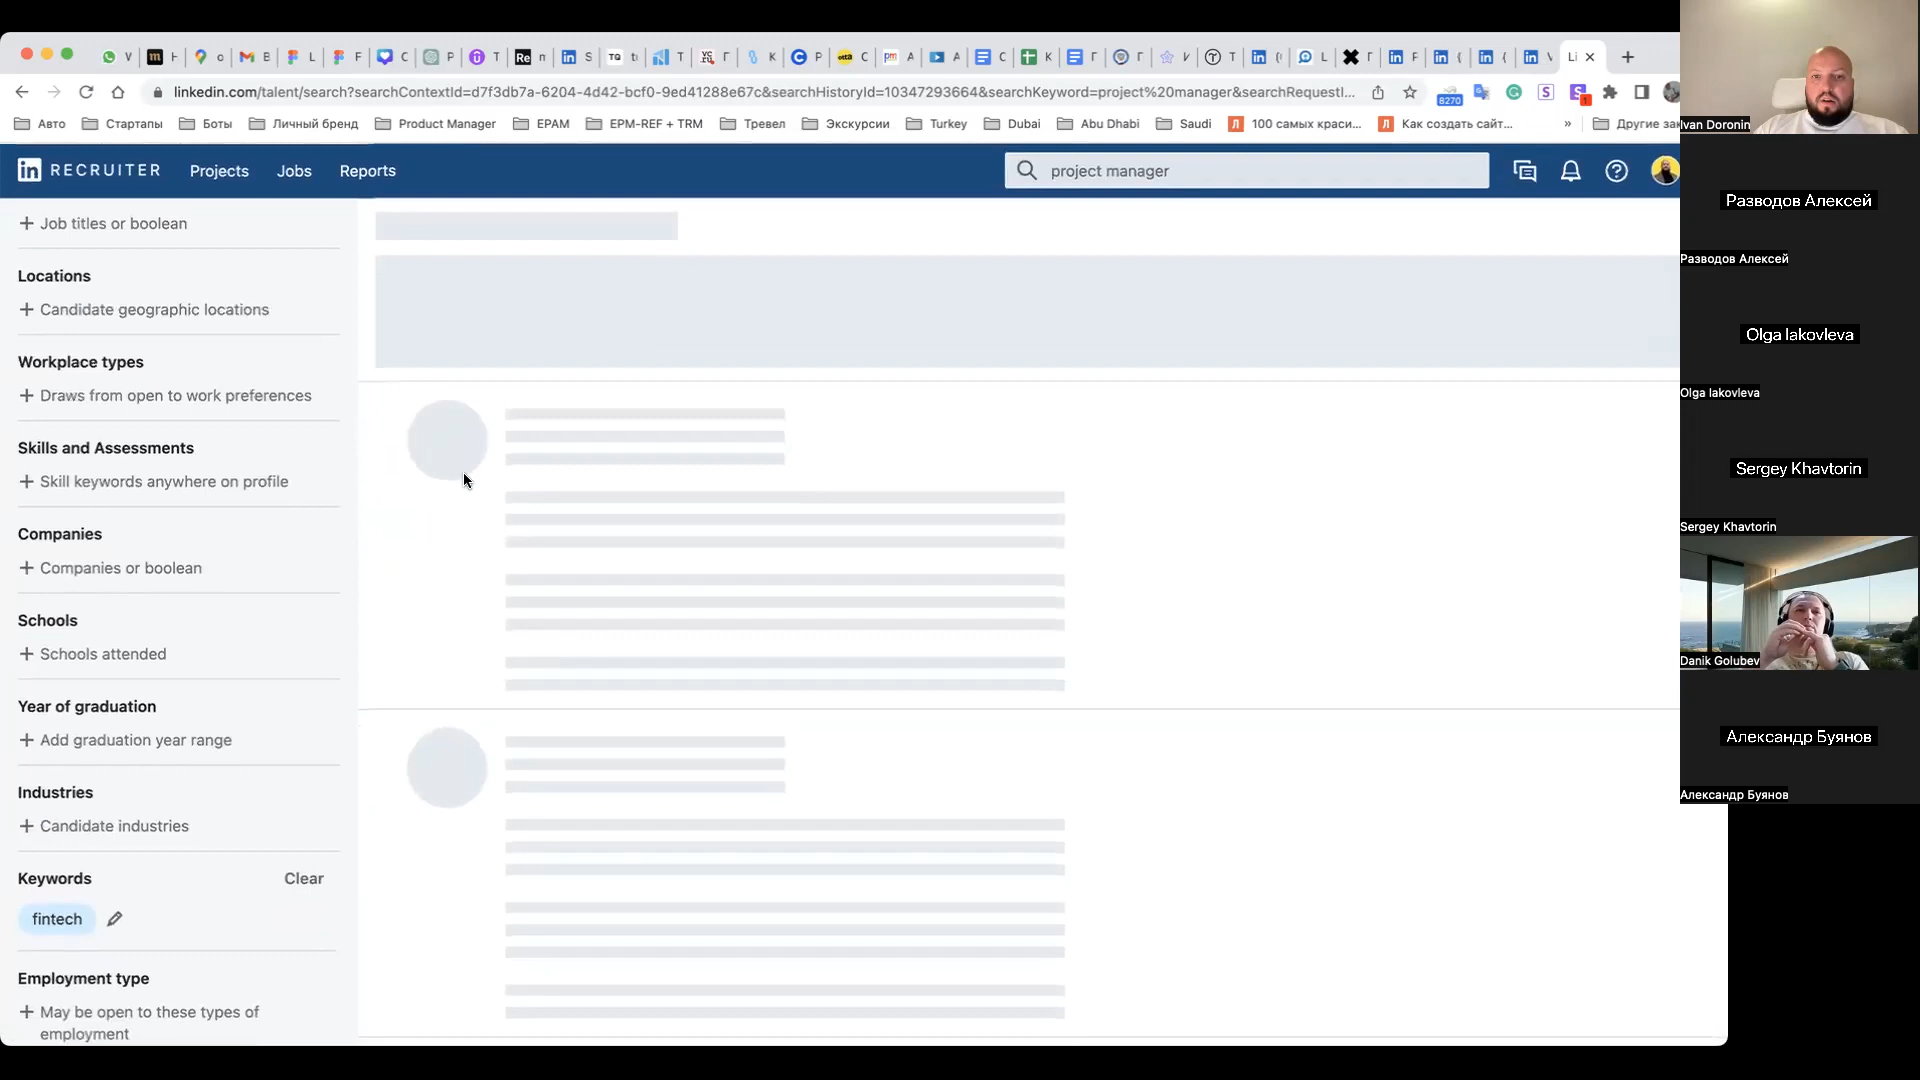 linkedin.com/talent/search?searchContextId=d7f3db7a-6204-4d42-bcf0-9ed41288e67c&searchHistoryId=10347293664&searchKeyword=project%20manager&searchRequestI...
8270
Авто
Стартапы
Боты
Личный бренд
Product Manager
EPAM
EPM-REF + TRM
Тревел
Экскурсии
Turkey
Dubai
Abu Dhabi
Saudi
100 самых краси...
Как создать сайт...
»
Другие за
in RECRUITER
Projects
Jobs
Reports
project manager
+ Job titles or boolean
Locations
+ Candidate geographic locations
Workplace types
+ Draws from open to work preferences
Skills and Assessments
+ Skill keywords anywhere on profile
Companies
+ Companies or boolean
Schools
+ Schools attended
Year of graduation
+ Add graduation year range
Industries
+ Candidate industries
Keywords
Clear
fintech
Employment type
+ May be open to these types of
employment
Ivan Doronin
Разводов Алексей
Разводов Алексей
Olga Iakovleva
Olga Iakovleva
Sergey Khavtorin
Sergey Khavtorin
Danik Golubev
Александр Буянов
Александр Буянов